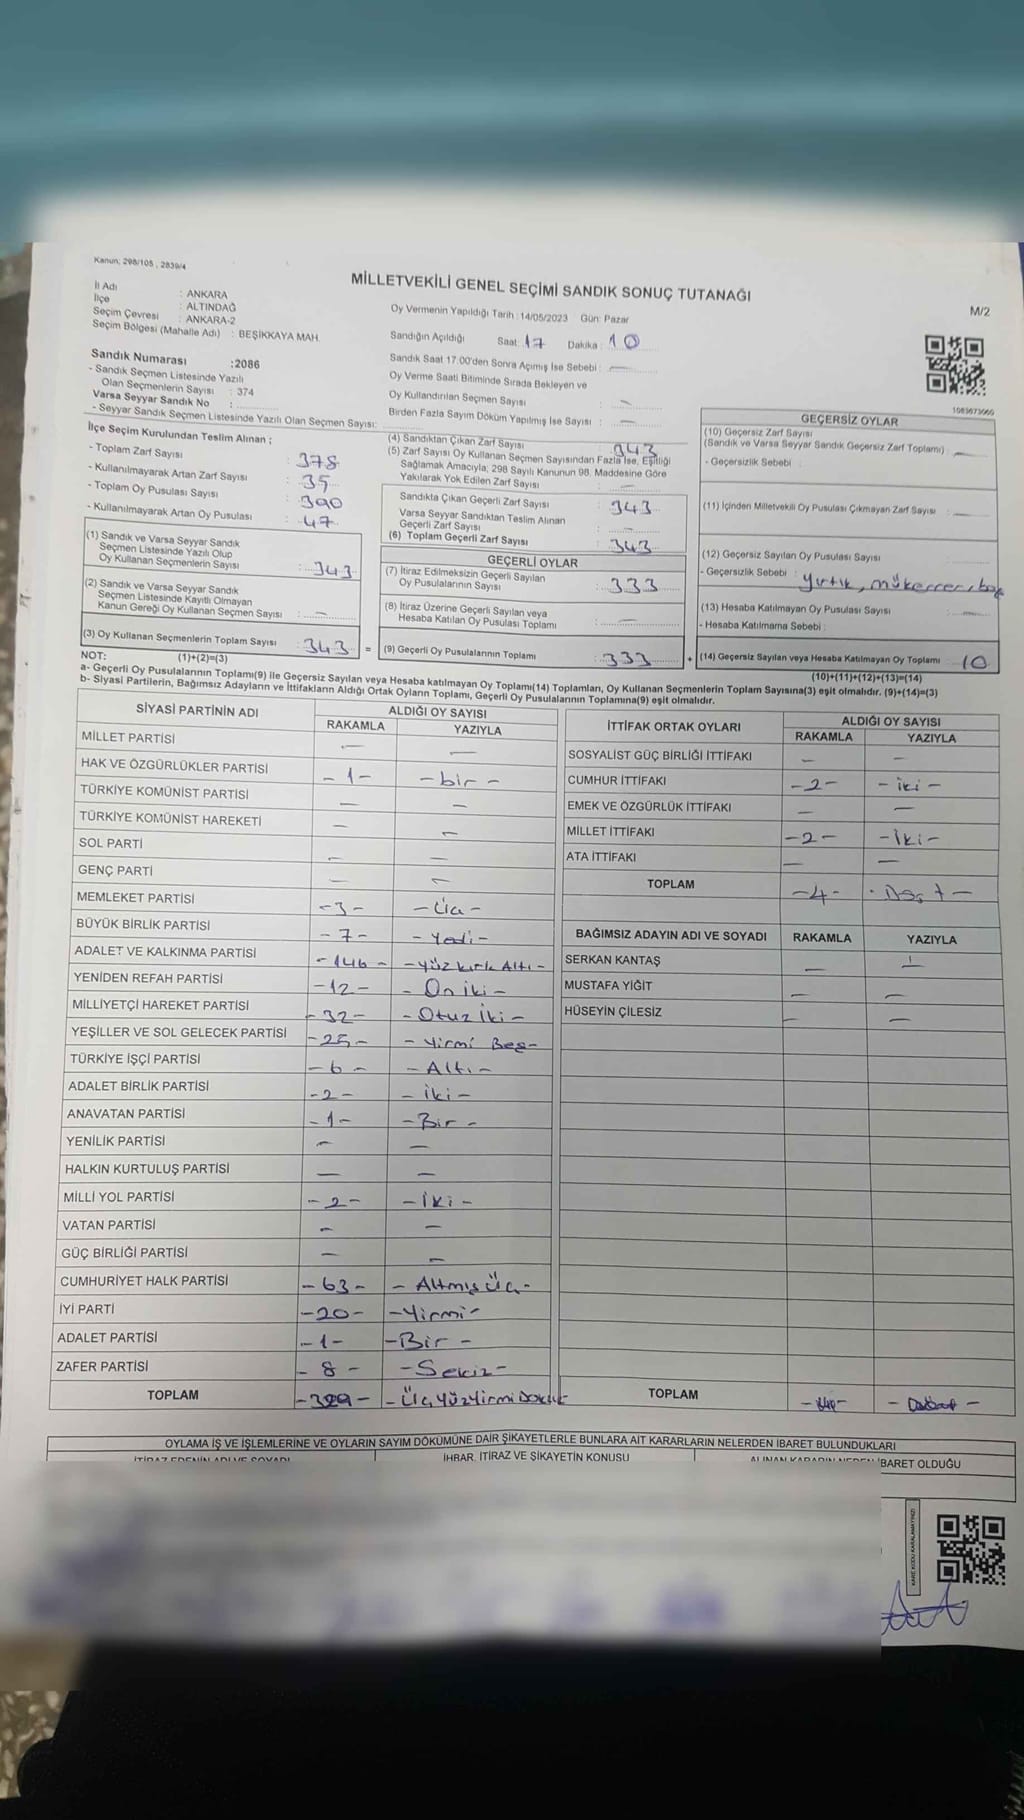 Kanun; 298/105 , 2839/4
MİLLETVEKİLİ GENEL SEÇİMİ SANDIK SONUÇ TUTANAĞI
M/2
İl Adı : ANKARA
İlçe : ALTINDAĞ
Seçim Çevresi : ANKARA-2
Seçim Bölgesi (Mahalle Adı) : BEŞİKKAYA MAH.
Oy Vermenin Yapıldığı Tarih :14/05/2023 Gün: Pazar
Sandığın Açıldığı Saat: 17 Dakika : 10
Sandık Saat 17.00'den Sonra Açımış İse Sebebi : —
Oy Verme Saati Bitiminde Sırada Bekleyen ve
Oy Kullandırılan Seçmen Sayısı : —
Birden Fazla Sayım Döküm Yapılmış İse Sayısı : —
Sandık Numarası :2086
- Sandık Seçmen Listesinde Yazılı
Olan Seçmenlerin Sayısı : 374
Varsa Seyyar Sandık No :
- Seyyar Sandık Seçmen Listesinde Yazılı Olan Seçmen Sayısı:
İlçe Seçim Kurulundan Teslim Alınan ;
- Toplam Zarf Sayısı : 378
- Kullanılmayarak Artan Zarf Sayısı : 35
- Toplam Oy Pusulası Sayısı : 390
- Kullanılmayarak Artan Oy Pusulası : 47
(1) Sandık ve Varsa Seyyar Sandık
Seçmen Listesinde Yazılı Olup
Oy Kullanan Seçmenlerin Sayısı : 343
(2) Sandık ve Varsa Seyyar Sandık
Seçmen Listesinde Kayıtlı Olmayan
Kanun Gereği Oy Kullanan Seçmen Sayısı : —
(3) Oy Kullanan Seçmenlerin Toplam Sayısı : 343 =
(4) Sandıktan Çıkan Zarf Sayısı 343
(5) Zarf Sayısı Oy Kullanan Seçmen Sayısından Fazla İse, Eşitliği
Sağlamak Amacıyla; 298 Sayılı Kanunun 98. Maddesine Göre
Yakılarak Yok Edilen Zarf Sayısı : —
Sandıkta Çıkan Geçerli Zarf Sayısı : 343
Varsa Seyyar Sandıktan Teslim Alınan
Geçerli Zarf Sayısı : —
(6) Toplam Geçerli Zarf Sayısı : 343
GEÇERLİ OYLAR
(7) İtiraz Edilmeksizin Geçerli Sayılan
Oy Pusulalarının Sayısı : 333
(8) İtiraz Üzerine Geçerli Sayılan veya
Hesaba Katılan Oy Pusulası Toplamı : —
(9) Geçerli Oy Pusulalarının Toplamı : 333 +
1083673069
GEÇERSİZ OYLAR
(10) Geçersiz Zarf Sayısı
(Sandık ve Varsa Seyyar Sandık Geçersiz Zarf Toplamı) : —
- Geçersizlik Sebebi :
(11) İçinden Milletvekili Oy Pusulası Çıkmayan Zarf Sayısı : —
(12) Geçersiz Sayılan Oy Pusulası Sayısı
- Geçersizlik Sebebi : Yırtık, mükerrer,
(13) Hesaba Katılmayan Oy Pusulası Sayısı : —
- Hesaba Katılmama Sebebi :
(14) Geçersiz Sayılan veya Hesaba Katılmayan Oy Toplamı : 10
NOT: (1)+(2)=(3)
(10)+(11)+(12)+(13)=(14)
a- Geçerli Oy Pusulalarının Toplamı(9) ile Geçersiz Sayılan veya Hesaba katılmayan Oy Toplamı(14) Toplamları, Oy Kullanan Seçmenlerin Toplam Sayısına(3) eşit olmalıdır. (9)+(14)=(3)
b- Siyasi Partilerin, Bağımsız Adayların ve İttifakların Aldığı Ortak Oyların Toplamı, Geçerli Oy Pusulalarının Toplamına(9) eşit olmalıdır.
SİYASİ PARTİNİN ADI ALDIĞI OY SAYISI
RAKAMLA YAZIYLA
MİLLET PARTİSİ — —
HAK VE ÖZGÜRLÜKLER PARTİSİ -1- -bir-
TÜRKİYE KOMÜNİST PARTİSİ — —
TÜRKİYE KOMÜNİST HAREKETİ — —
SOL PARTİ — —
GENÇ PARTİ — —
MEMLEKET PARTİSİ -3- -Üç-
BÜYÜK BİRLİK PARTİSİ -7- -Yedi-
ADALET VE KALKINMA PARTİSİ -146- -Yüz kırk Altı-
YENİDEN REFAH PARTİSİ -12- -On iki-
MİLLİYETÇİ HAREKET PARTİSİ -32- -Otuz İki-
YEŞİLLER VE SOL GELECEK PARTİSİ -25- -Yirmi Beş-
TÜRKİYE İŞÇİ PARTİSİ -6- -Altı-
ADALET BİRLİK PARTİSİ -2- -İki-
ANAVATAN PARTİSİ -1- -Bir-
YENİLİK PARTİSİ — —
HALKIN KURTULUŞ PARTİSİ — —
MİLLİ YOL PARTİSİ -2- -İki-
VATAN PARTİSİ — —
GÜÇ BİRLİĞİ PARTİSİ — —
CUMHURİYET HALK PARTİSİ -63- -Altmış Üç-
İYİ PARTİ -20- -Yirmi-
ADALET PARTİSİ -1- -Bir-
ZAFER PARTİSİ -8- -Sekiz-
TOPLAM -329- -Üç Yüz Yirmi Dokuz-
İTTİFAK ORTAK OYLARI ALDIĞI OY SAYISI
RAKAMLA YAZIYLA
SOSYALİST GÜÇ BİRLİĞİ İTTİFAKI — —
CUMHUR İTTİFAKI -2- -iki-
EMEK VE ÖZGÜRLÜK İTTİFAKI — —
MİLLET İTTİFAKI -2- -İki-
ATA İTTİFAKI — —
TOPLAM -4- -Dört-
BAĞIMSIZ ADAYIN ADI VE SOYADI RAKAMLA YAZIYLA
SERKAN KANTAŞ — —
MUSTAFA YİĞİT — —
HÜSEYİN ÇİLESİZ — —
TOPLAM
OYLAMA İŞ VE İŞLEMLERİNE VE OYLARIN SAYIM DÖKÜMÜNE DAİR ŞİKAYETLERLE BUNLARA AİT KARARLARIN NELERDEN İBARET BULUNDUKLARI
İTİRAZ EDENİN ADI VE SOYADI İHBAR, İTİRAZ VE ŞİKAYETİN KONUSU ALINAN KARARIN NEDEN İBARET OLDUĞU
KARE KODU KARALAMAYINIZ!